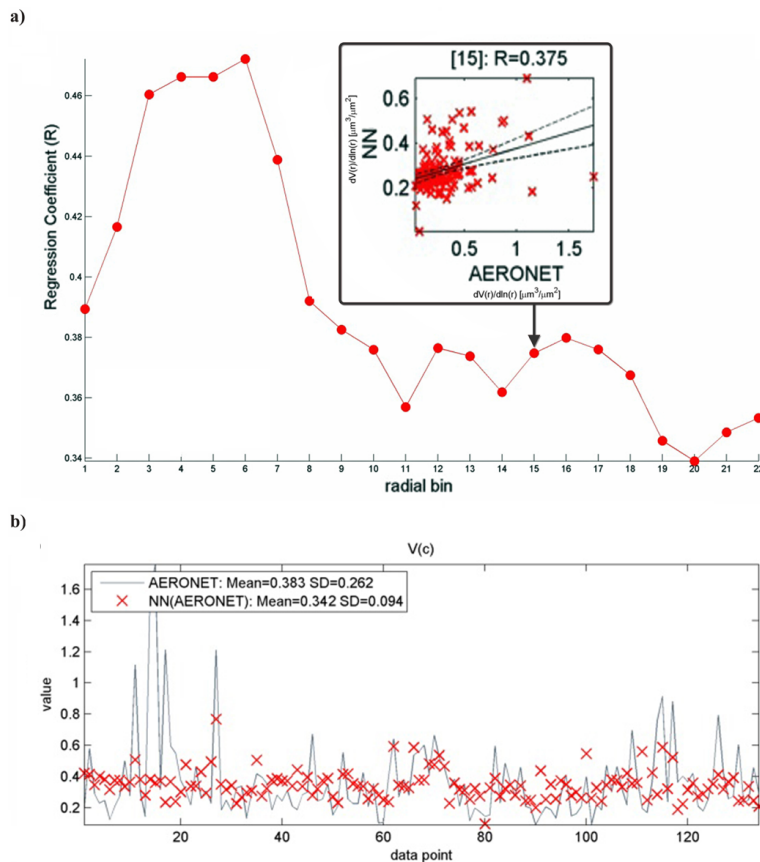 a)
0.46
0.44
0.42
0.4
0.38
0.36
0.34
Regression Coefficient (R)
1 2 3 4 5 6 7 8 9 10 11 12 13 14 15 16 17 18 19 20 21 22
radial bin
[15]: R=0.375
dV(r)/dln(r) [μm³/μm²]
NN
0.6
0.4
0.2
0.5 1 1.5
AERONET
dV(r)/dln(r) [μm³/μm²]
b)
V(c)
AERONET: Mean=0.383 SD=0.262
NN(AERONET): Mean=0.342 SD=0.094
value
1.6
1.4
1.2
1
0.8
0.6
0.4
0.2
20 40 60 80 100 120
data point